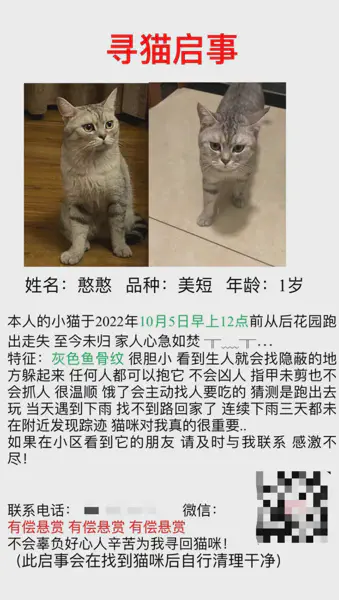 寻猫启事
姓名：憨憨 品种：美短 年龄：1岁
本人的小猫于2022年10月5日早上12点前从后花园跑
出走失 至今未归 家人心急如焚 ╥﹏╥...
特征：灰色鱼骨纹 很胆小 看到生人就会找隐蔽的地
方躲起来 任何人都可以抱它 不会凶人 指甲未剪也不
会抓人 很温顺 饿了会主动找人要吃的 猜测是跑出去
玩 当天遇到下雨 找不到路回家了 连续下雨三天都未
在附近发现踪迹 猫咪对我真的很重要..
如果在小区看到它的朋友 请及时与我联系 感激不
尽！
联系电话： 微信：
有偿悬赏 有偿悬赏 有偿悬赏
不会辜负好心人辛苦为我寻回猫咪！
（此启事会在找到猫咪后自行清理干净）